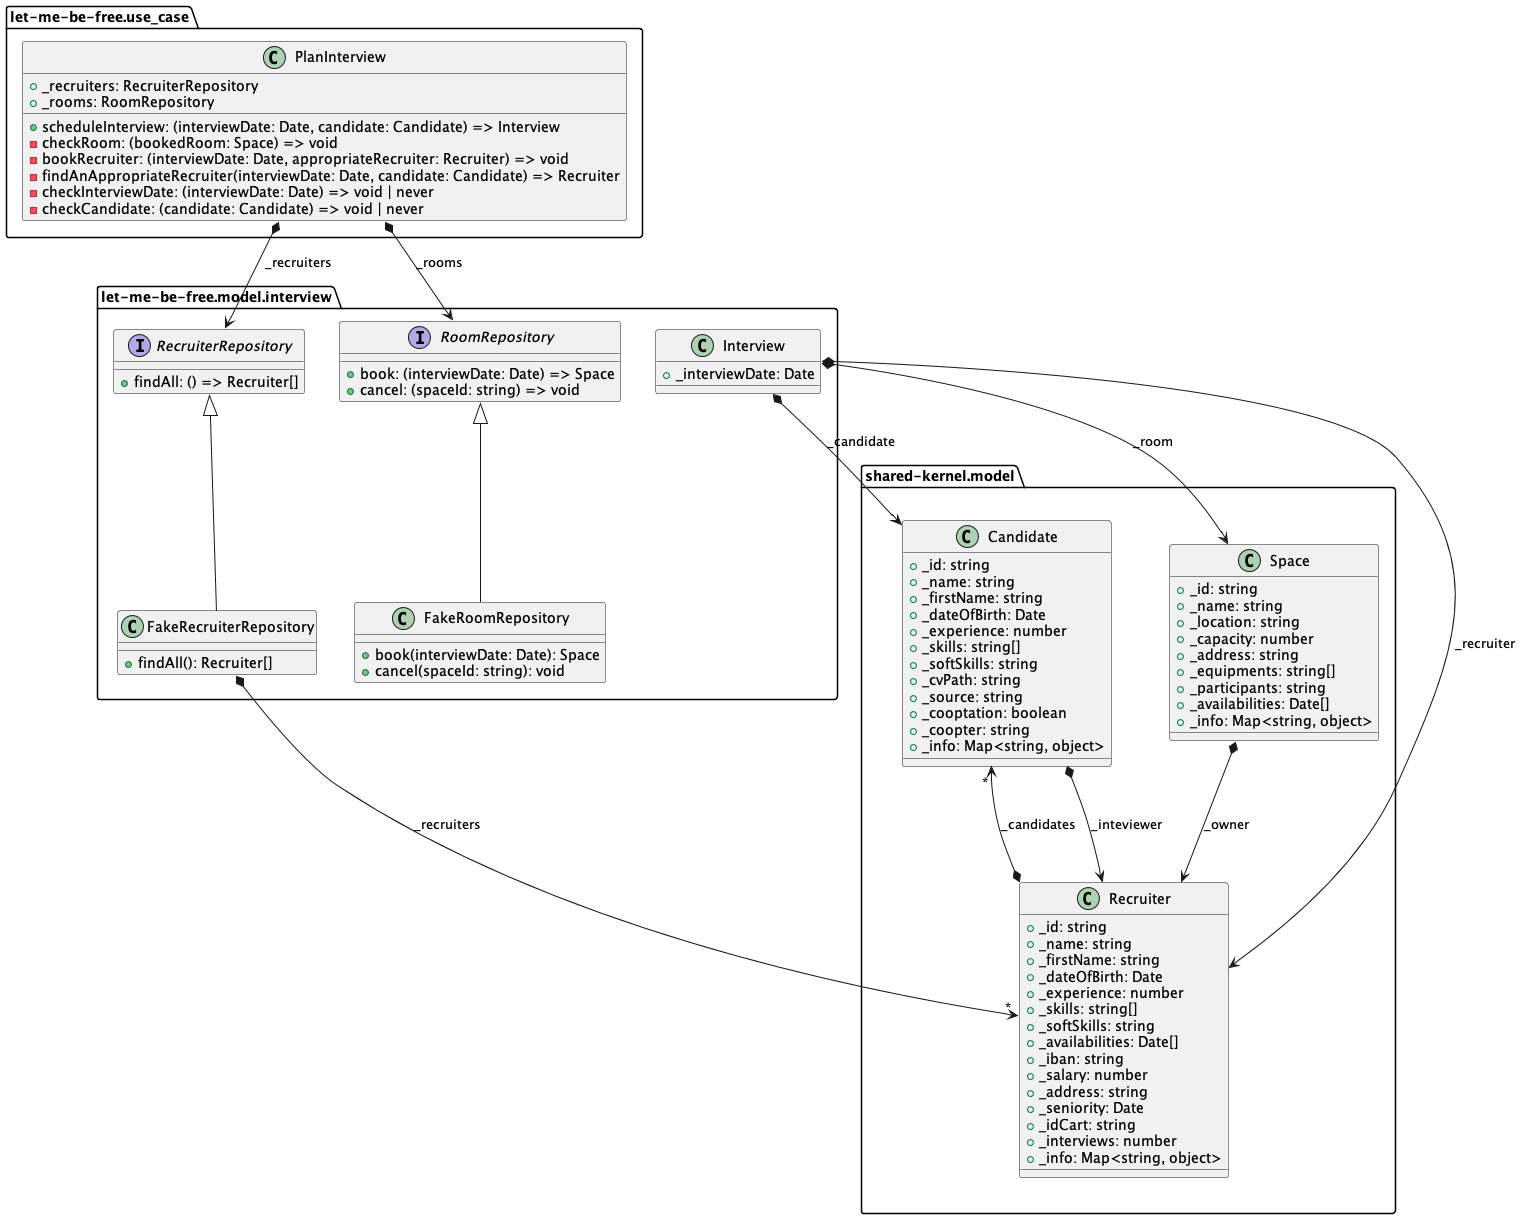 let-me-be-free.use_case
C PlanInterview
_recruiters: RecruiterRepository
_rooms: RoomRepository
scheduleInterview: (interviewDate: Date, candidate: Candidate) => Interview
checkRoom: (bookedRoom: Space) => void
bookRecruiter: (interviewDate: Date, appropriateRecruiter: Recruiter) => void
findAnAppropriateRecruiter(interviewDate: Date, candidate: Candidate) => Recruiter
checkInterviewDate: (interviewDate: Date) => void | never
checkCandidate: (candidate: Candidate) => void | never
_recruiters
_rooms
let-me-be-free.model.interview
I RecruiterRepository
findAll: () => Recruiter[]
I RoomRepository
book: (interviewDate: Date) => Space
cancel: (spaceId: string) => void
C Interview
_interviewDate: Date
_candidate
_room
_recruiter
C FakeRecruiterRepository
findAll(): Recruiter[]
C FakeRoomRepository
book(interviewDate: Date): Space
cancel(spaceId: string): void
_recruiters
*
shared-kernel.model
C Candidate
_id: string
_name: string
_firstName: string
_dateOfBirth: Date
_experience: number
_skills: string[]
_softSkills: string
_cvPath: string
_source: string
_cooptation: boolean
_coopter: string
_info: Map<string, object>
C Space
_id: string
_name: string
_location: string
_capacity: number
_address: string
_equipments: string[]
_participants: string
_availabilities: Date[]
_info: Map<string, object>
*
_candidates
_inteviewer
_owner
C Recruiter
_id: string
_name: string
_firstName: string
_dateOfBirth: Date
_experience: number
_skills: string[]
_softSkills: string
_availabilities: Date[]
_iban: string
_salary: number
_address: string
_seniority: Date
_idCart: string
_interviews: number
_info: Map<string, object>